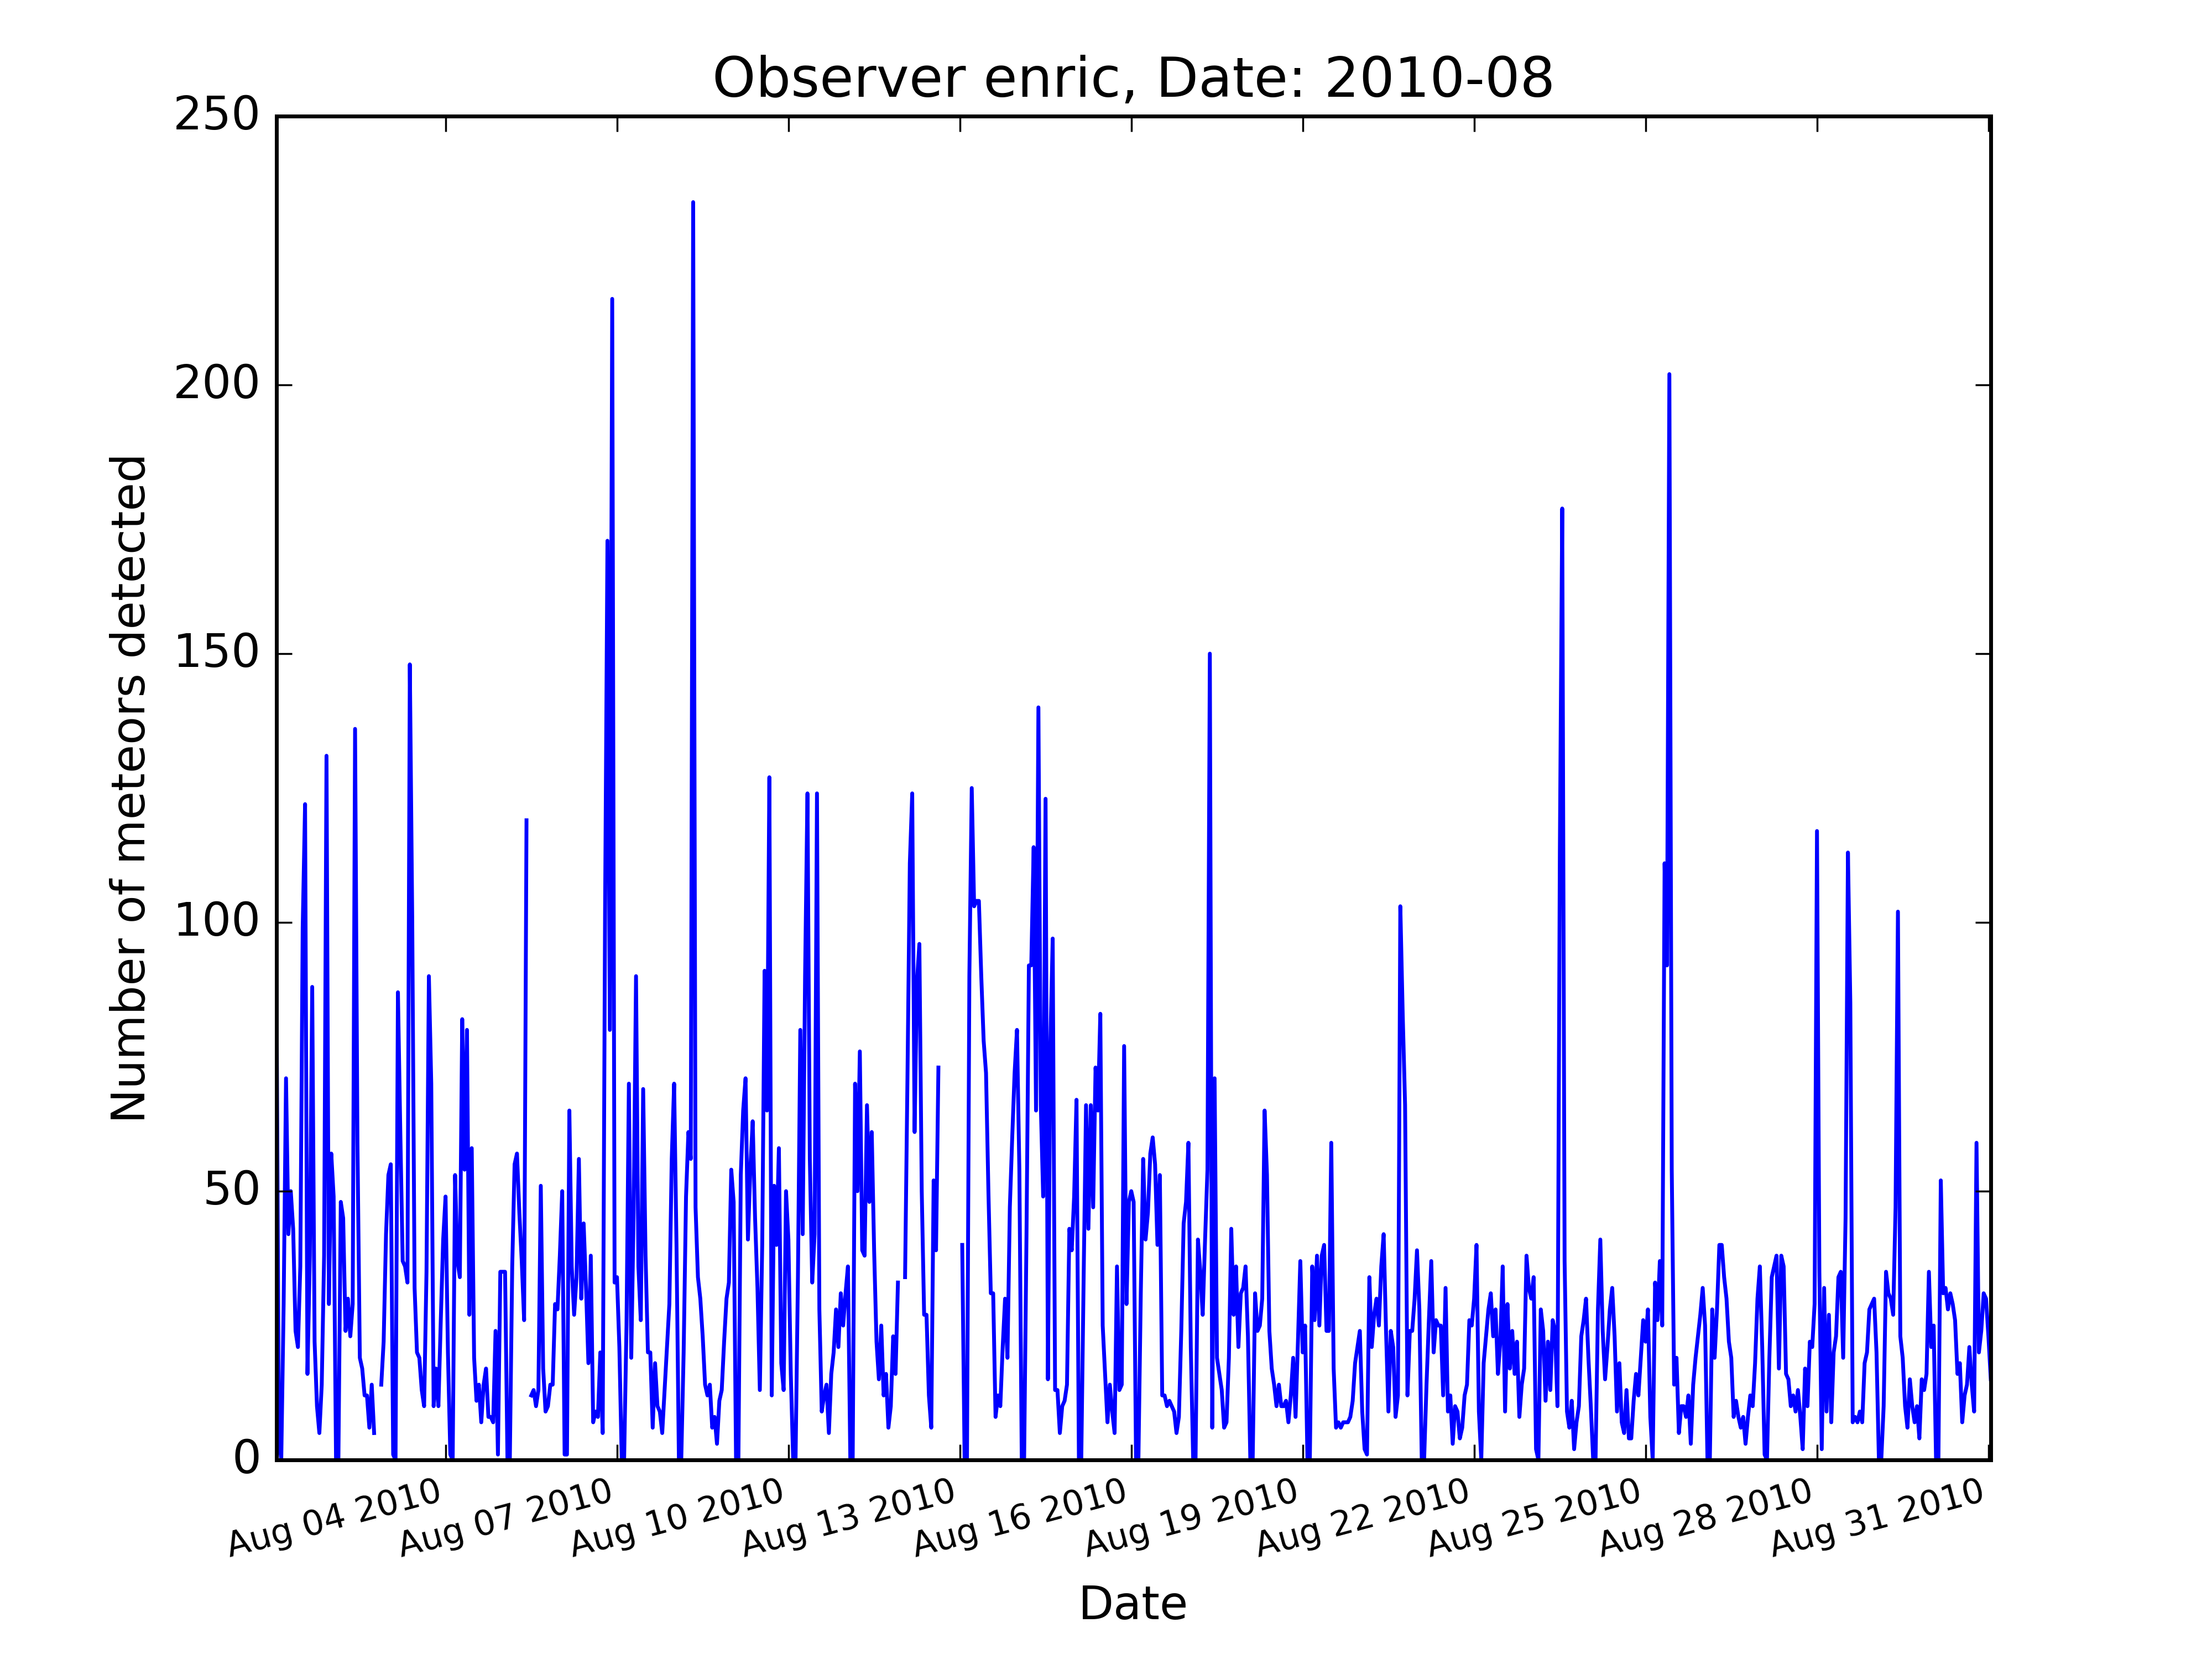 Observer enric, Date: 2010-08
250
200
150
100
50
0
Number of meteors detected
Aug 04 2010
Aug 07 2010
Aug 10 2010
Aug 13 2010
Aug 16 2010
Aug 19 2010
Aug 22 2010
Aug 25 2010
Aug 28 2010
Aug 31 2010
Date